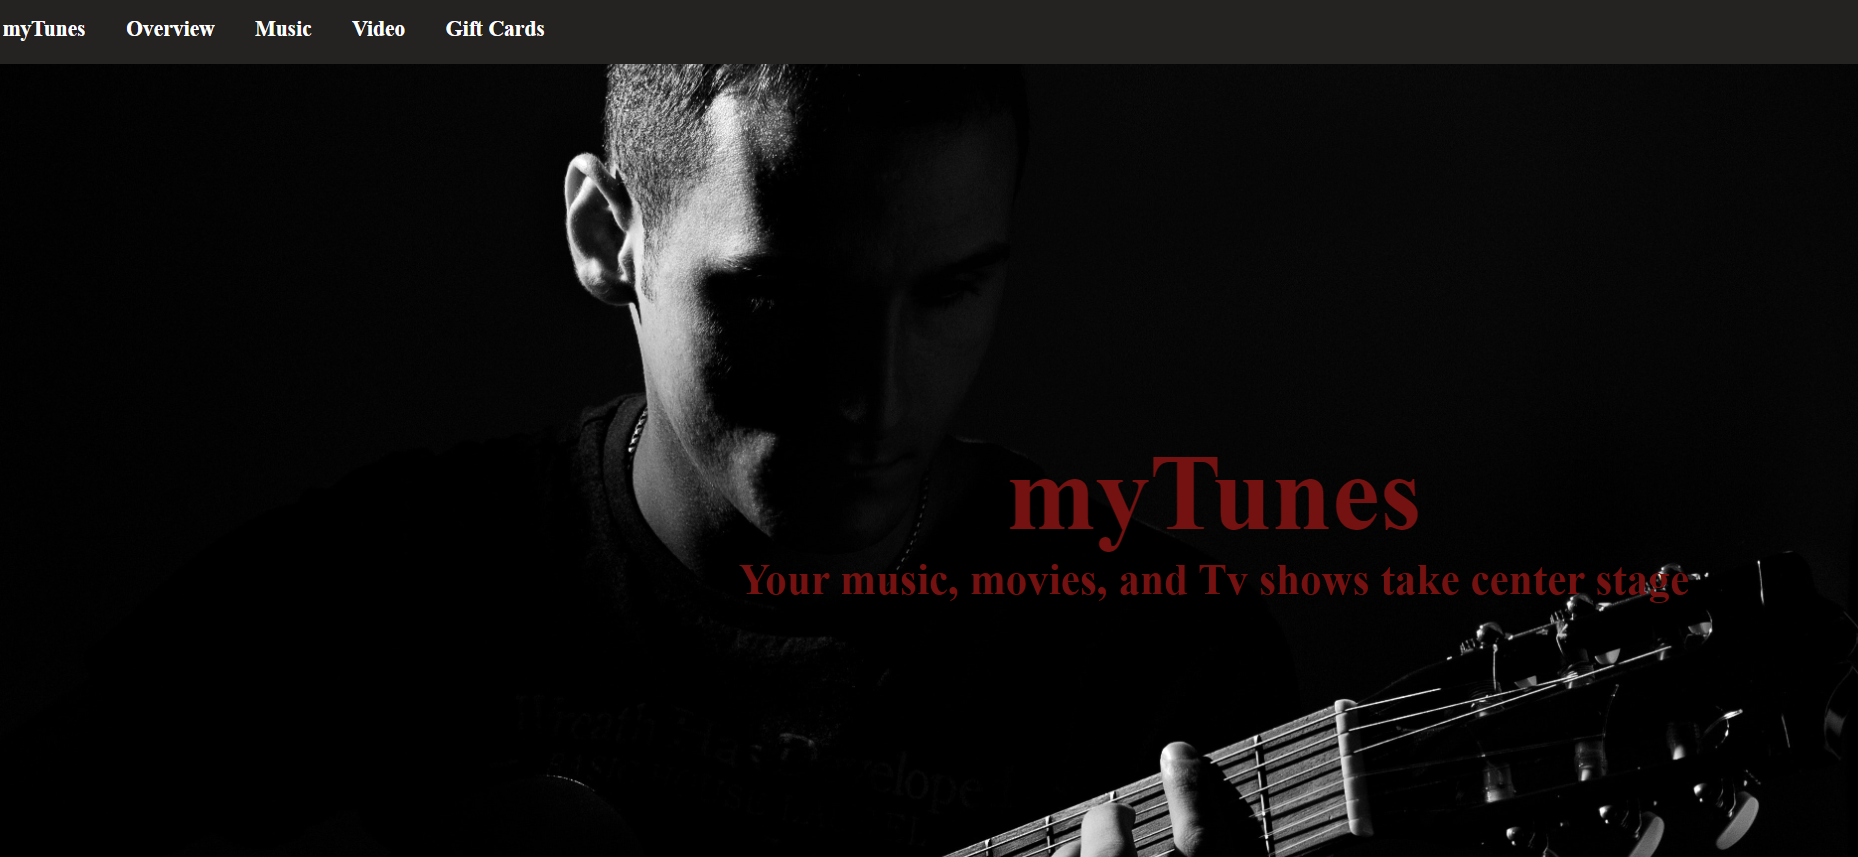 myTunes Overview Music Video Gift Cards
myTunes
Your music, movies, and Tv shows take center stage